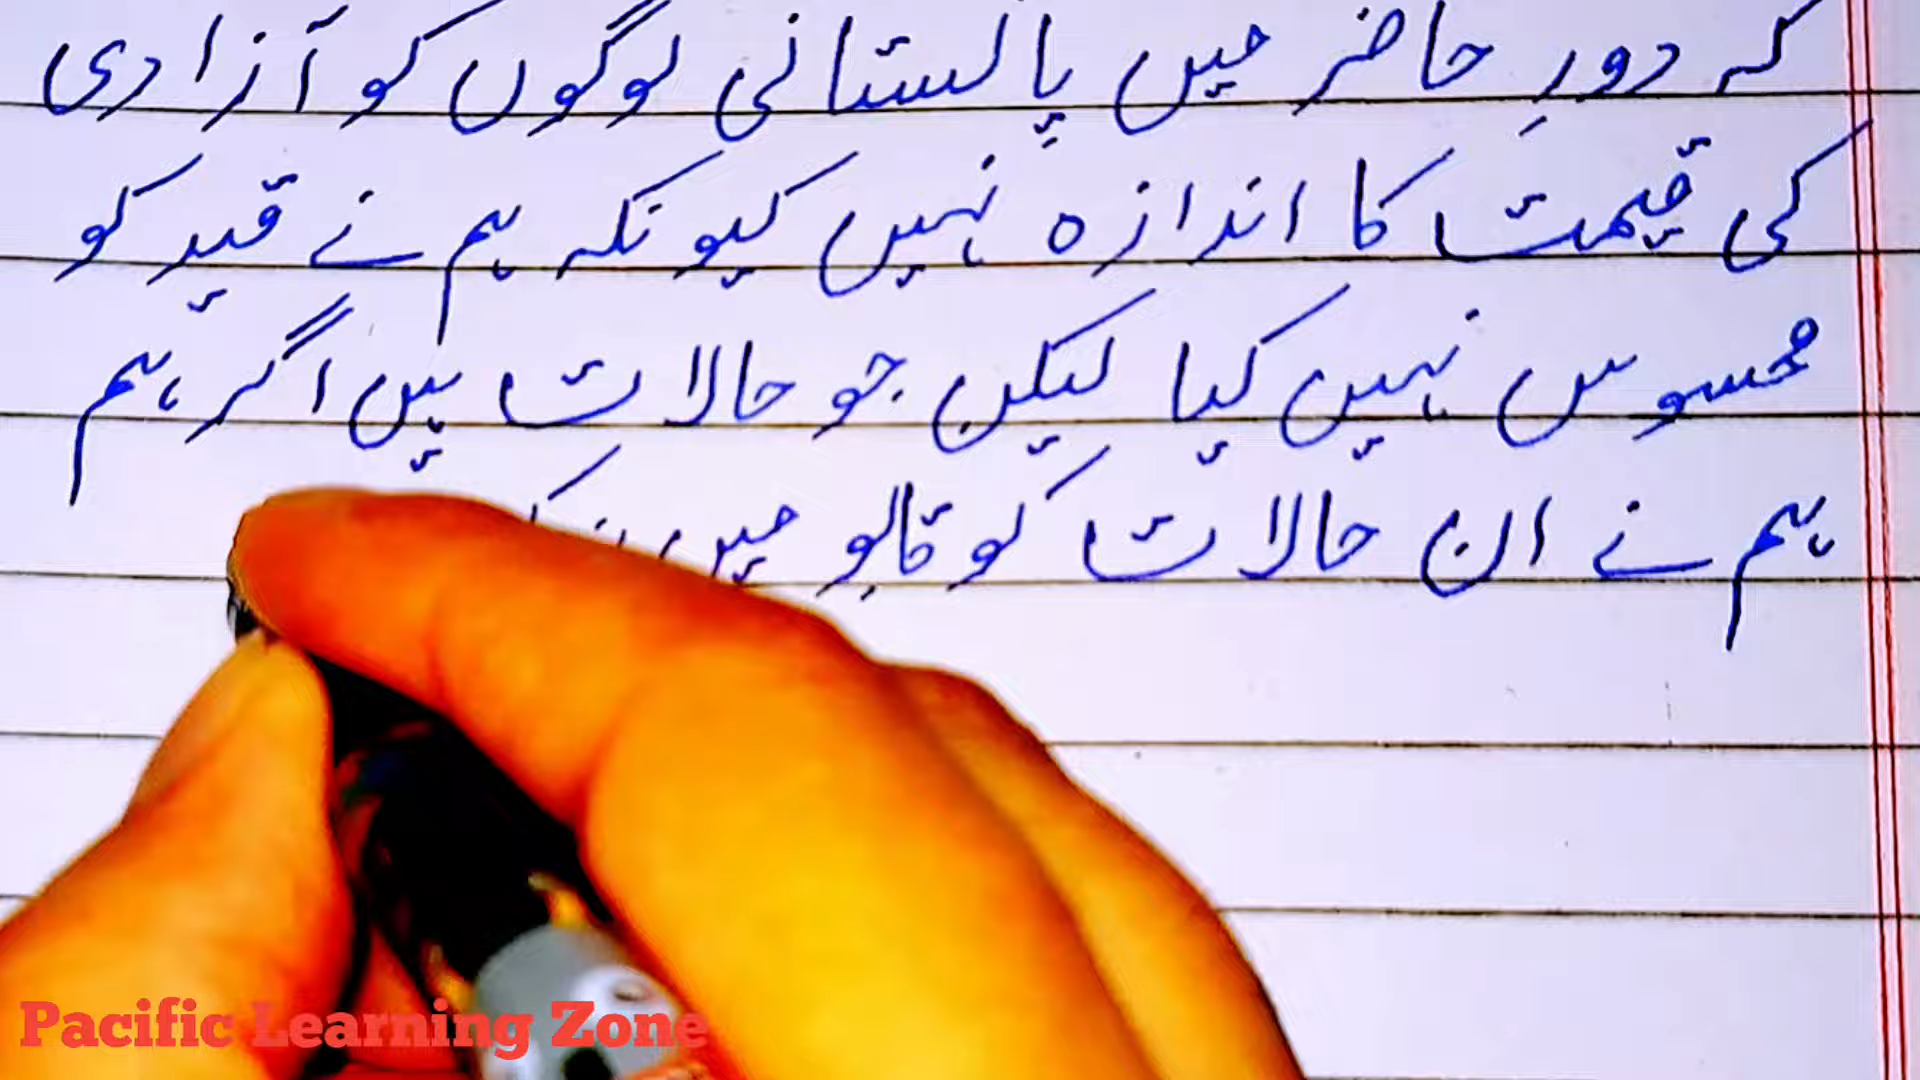 کہ دورِ حاضر میں پاکستانی لوگوں کو آزادی
کی قیمت کا اندازہ نہیں کیونکہ ہم نے قید کو
محسوس نہیں کیا لیکن جو حالات ہیں اگر ہم
ہم نے ان حالات کو قابو میں
Pacific Learning Zone